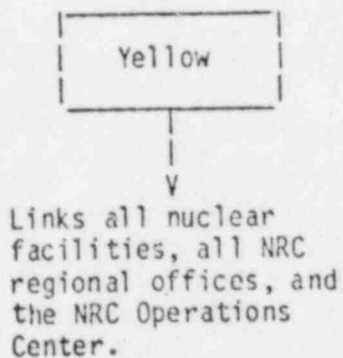 Yellow
Links all nuclear
facilities, all NRC
regional offices, and
the NRC Operations
Center.